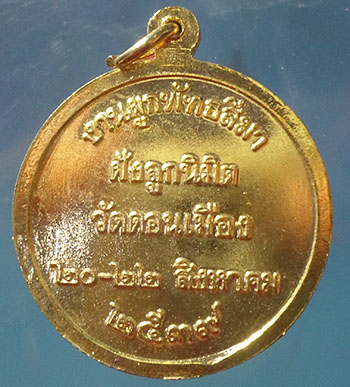 งานผูกพัทธสีมา
ฝังลูกนิมิต
วัดดอนเมือง
๒๐-๒๒ สิงหาคม
๒๕๓๙